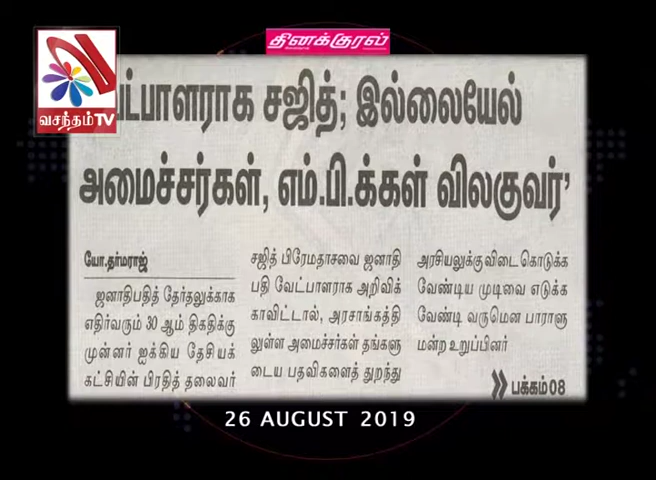 தினக்குரல்
வசந்தம்TV
ட்பாளராக சஜித்; இல்லையேல்
அமைச்சர்கள், எம்.பி.க்கள் விலகுவர்’
யோ.தர்மராஜ்
ஜனாதிபதித் தேர்தலுக்காக
எதிர்வரும் 30 ஆம் திகதிக்கு
முன்னர் ஐக்கிய தேசியக்
கட்சியின் பிரதித் தலைவர்
சஜித் பிரேமதாசவை ஜனாதி
பதி வேட்பாளராக அறிவிக்
காவிட்டால், அரசாங்கத்தி
லுள்ள அமைச்சர்கள் தங்களு
டைய பதவிகளைத் துறந்து
அரசியலுக்கு விடை கொடுக்க
வேண்டிய முடிவை எடுக்க
வேண்டி வருமென பாராளு
மன்ற உறுப்பினர்
பக்கம் 08
26 AUGUST 2019